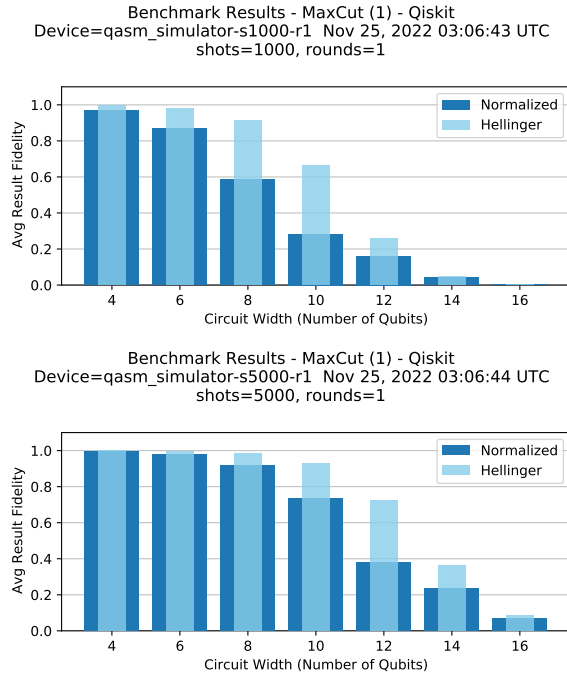 Benchmark Results - MaxCut (1) - Qiskit
Device=qasm_simulator-s1000-r1  Nov 25, 2022 03:06:43 UTC
shots=1000, rounds=1
Normalized
Hellinger
Avg Result Fidelity
1.0
0.8
0.6
0.4
0.2
0.0
4 6 8 10 12 14 16
Circuit Width (Number of Qubits)
Benchmark Results - MaxCut (1) - Qiskit
Device=qasm_simulator-s5000-r1  Nov 25, 2022 03:06:44 UTC
shots=5000, rounds=1
Normalized
Hellinger
Avg Result Fidelity
1.0
0.8
0.6
0.4
0.2
0.0
4 6 8 10 12 14 16
Circuit Width (Number of Qubits)